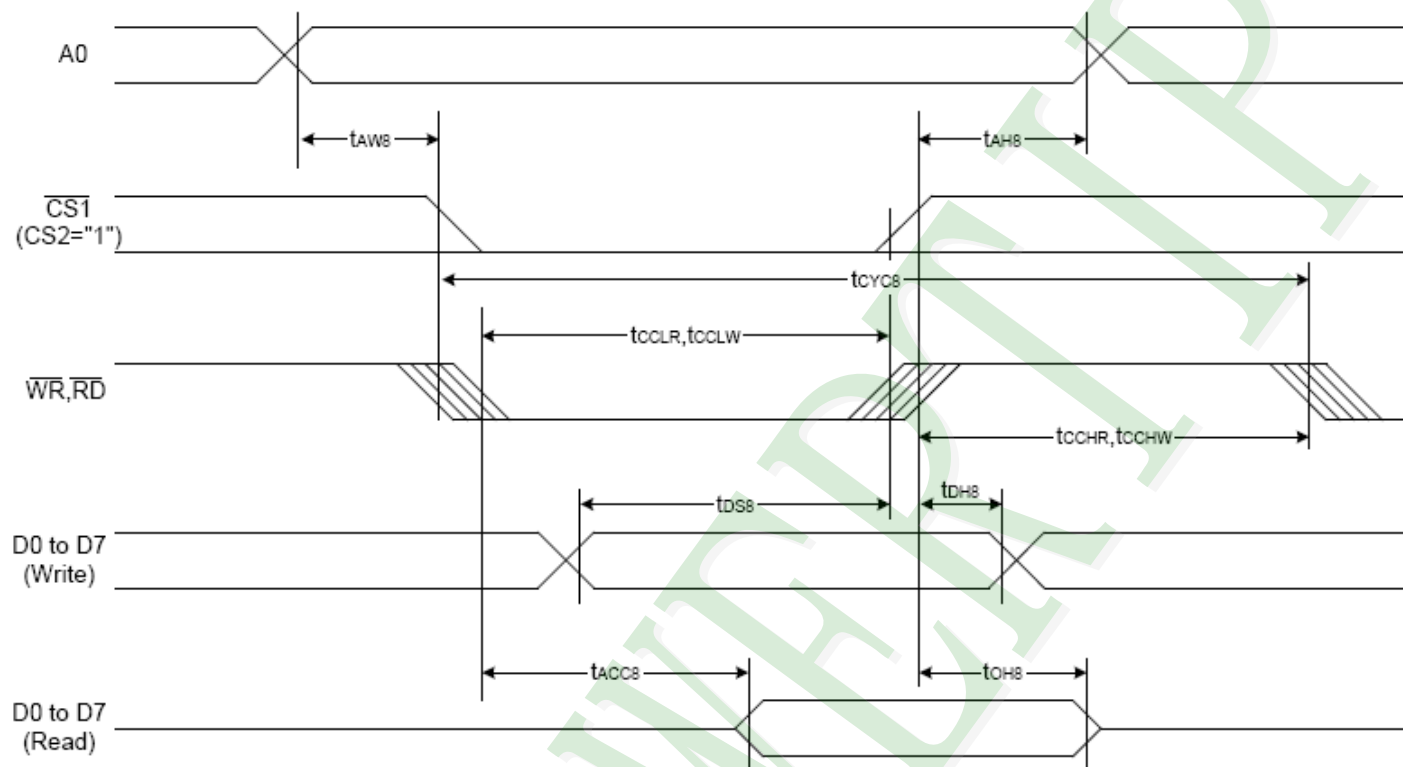 A0
tAW8
tAH8
CS1
(CS2="1")
tCYC8
tCCLR,tCCLW
WR,RD
tCCHR,tCCHW
tDS8
tDH8
D0 to D7
(Write)
tACC8
tOH8
D0 to D7
(Read)